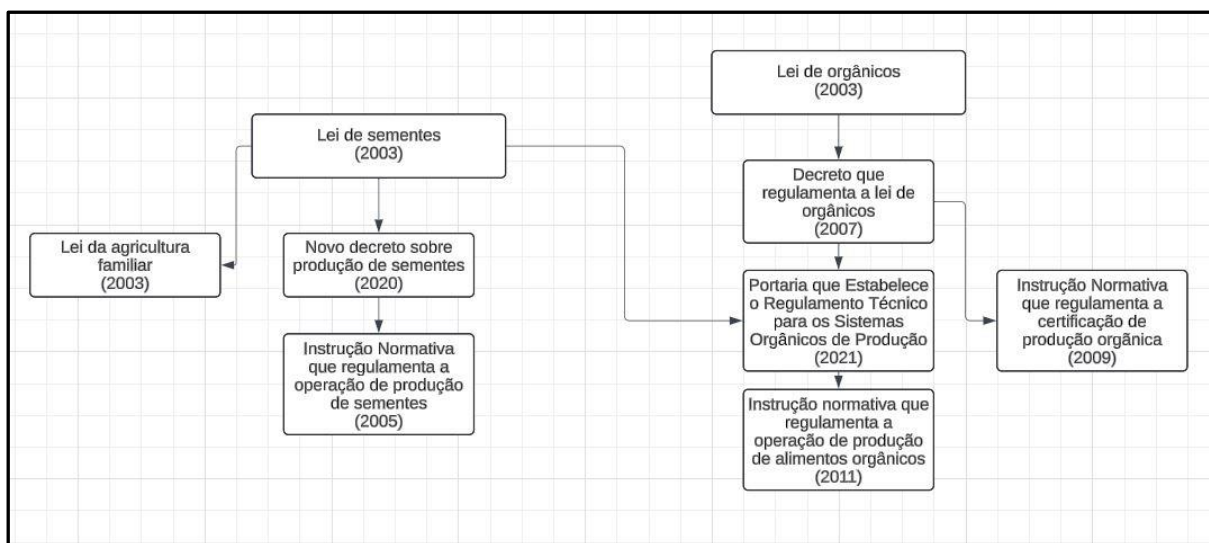 Lei de orgânicos
(2003)
Lei de sementes
(2003)
Decreto que
regulamenta a lei de
orgânicos
(2007)
Lei da agricultura
familiar
(2003)
Novo decreto sobre
produção de sementes
(2020)
Portaria que Estabelece
o Regulamento Técnico
para os Sistemas
Orgânicos de Produção
(2021)
Instrução Normativa
que regulamenta a
certificação de
produção orgãnica
(2009)
Instrução Normativa
que regulamenta a
operação de produção
de sementes
(2005)
Instrução normativa que
regulamenta a
operação de produção
de alimentos orgânicos
(2011)